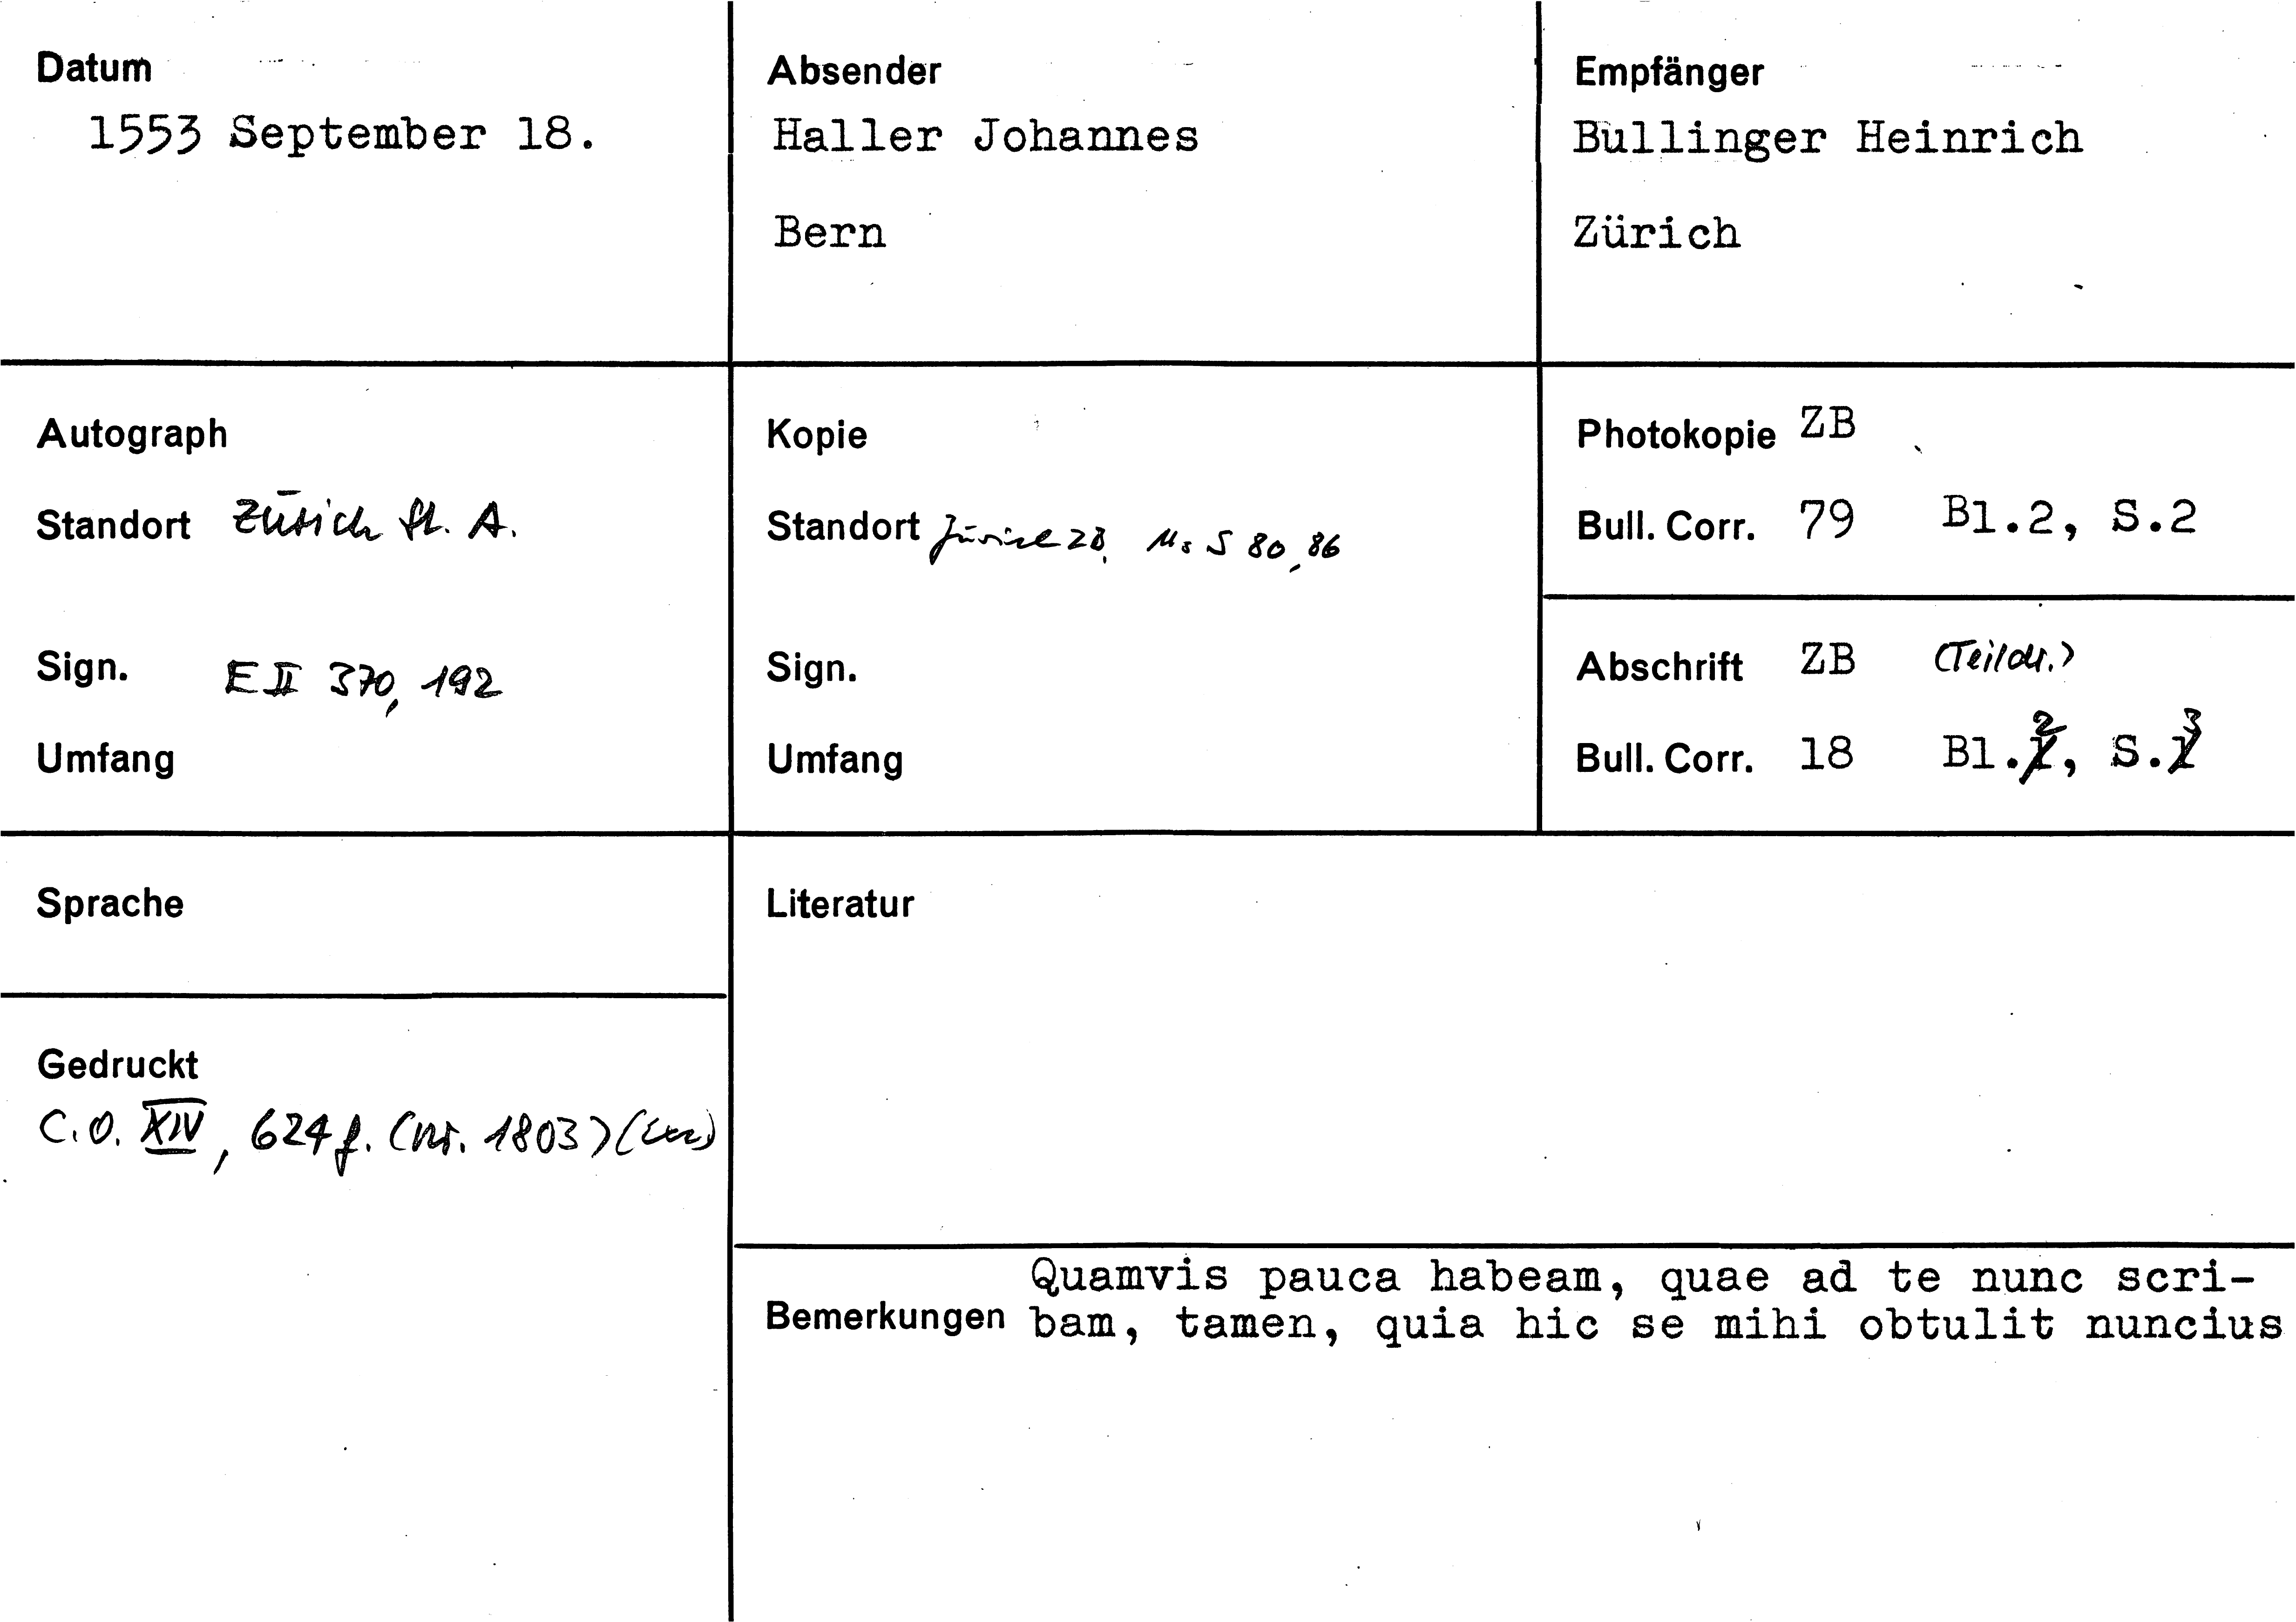 Datum
1553 September 18.
Absender
Haller Johannes
Bern
Empfänger
Bullinger Heinrich
Zürich
Autograph
Standort Zürich St. A.
Sign. E II 370, 192
Umfang
Kopie
Standort Zürich ZB, Ms S 80, 86
Sign.
Umfang
Photokopie ZB
Bull. Corr. 79 Bl.2, S.2
Abschrift ZB (Teildr.)
Bull. Corr. 18 Bl.2, S.3
Sprache
Literatur
Gedruckt
C.O. XIV, 624 f. (Nr. 1803)
Bemerkungen
Quamvis pauca habeam, quae ad te nunc scri-
bam, tamen, quia hic se mihi obtulit nuncius